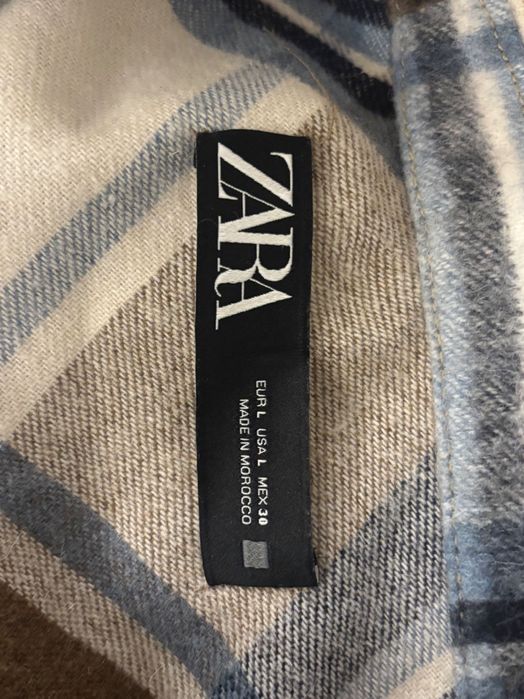 ZARA
EUR L USA L MEX 30
MADE IN MOROCCO